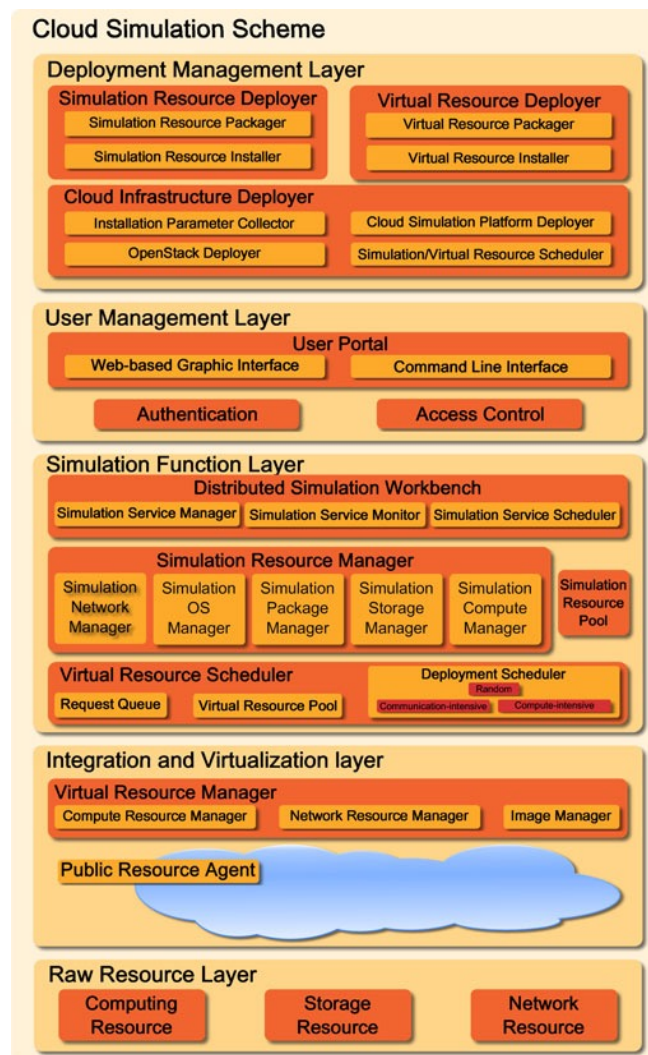 Cloud Simulation Scheme
Deployment Management Layer
Simulation Resource Deployer
Simulation Resource Packager
Simulation Resource Installer
Virtual Resource Deployer
Virtual Resource Packager
Virtual Resource Installer
Cloud Infrastructure Deployer
Installation Parameter Collector
Cloud Simulation Platform Deployer
OpenStack Deployer
Simulation/Virtual Resource Scheduler
User Management Layer
User Portal
Web-based Graphic Interface
Command Line Interface
Authentication
Access Control
Simulation Function Layer
Distributed Simulation Workbench
Simulation Service Manager
Simulation Service Monitor
Simulation Service Scheduler
Simulation Resource Manager
Simulation
Network
Manager
Simulation
OS
Manager
Simulation
Package
Manager
Simulation
Storage
Manager
Simulation
Compute
Manager
Simulation
Resource
Pool
Virtual Resource Scheduler
Request Queue
Virtual Resource Pool
Deployment Scheduler
Random
Communication-intensive
Compute-intensive
Integration and Virtualization layer
Virtual Resource Manager
Compute Resource Manager
Network Resource Manager
Image Manager
Public Resource Agent
Raw Resource Layer
Computing
Resource
Storage
Resource
Network
Resource